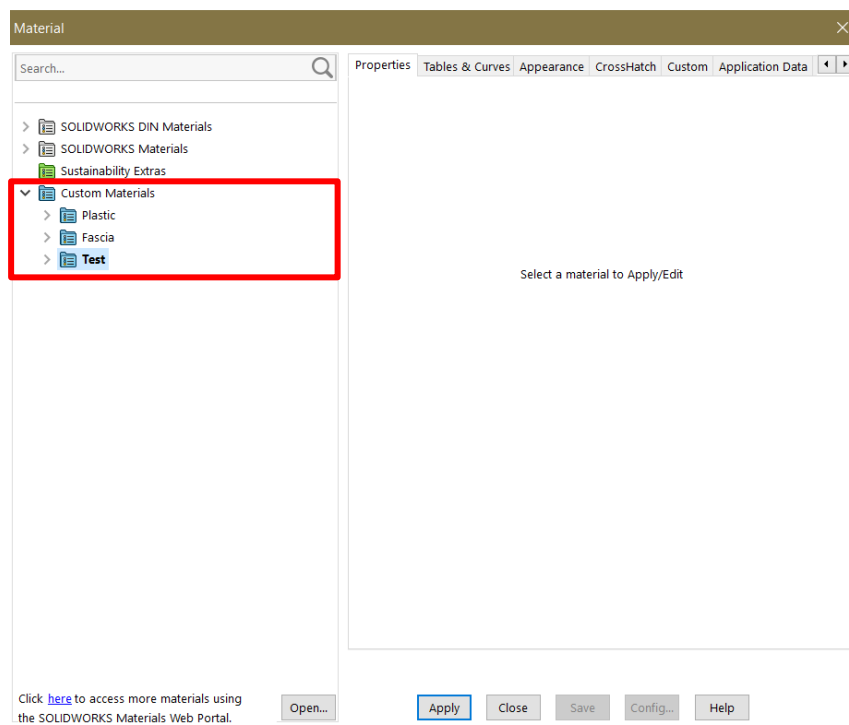 Material
Search...
Properties Tables & Curves Appearance CrossHatch Custom Application Data
SOLIDWORKS DIN Materials
SOLIDWORKS Materials
Sustainability Extras
Custom Materials
Plastic
Fascia
Test
Select a material to Apply/Edit
Click here to access more materials using
the SOLIDWORKS Materials Web Portal.
Open...
Apply Close Save Config... Help